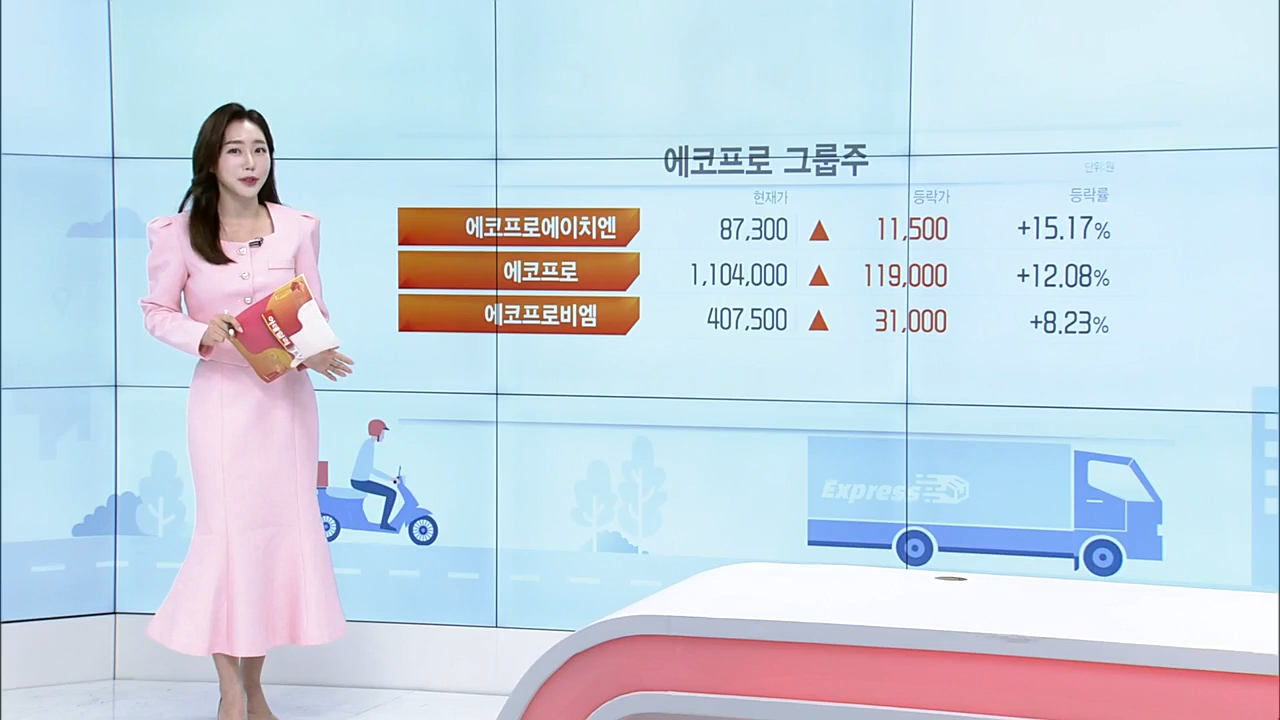 에코프로 그룹주
단위:원
현재가 등락가 등락률
에코프로에이치엔 87,300 ▲ 11,500 +15.17%
에코프로 1,104,000 ▲ 119,000 +12.08%
에코프로비엠 407,500 ▲ 31,000 +8.23%
Express